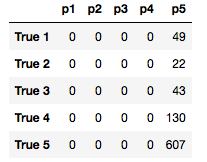 p1 p2 p3 p4 p5
True 1 0 0 0 0 49
True 2 0 0 0 0 22
True 3 0 0 0 0 43
True 4 0 0 0 0 130
True 5 0 0 0 0 607